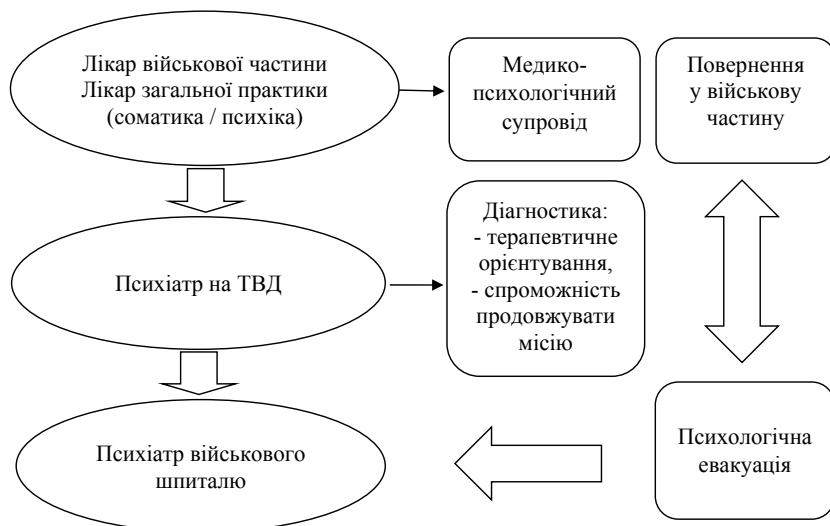 Лікар військової частини
Лікар загальної практики
(соматика / психіка)
Медико-
психологічний
супровід
Повернення
у військову
частину
Психіатр на ТВД
Діагностика:
- терапевтичне
орієнтування,
- спроможність
продовжувати
місію
Психіатр військового
шпиталю
Психологічна
евакуація